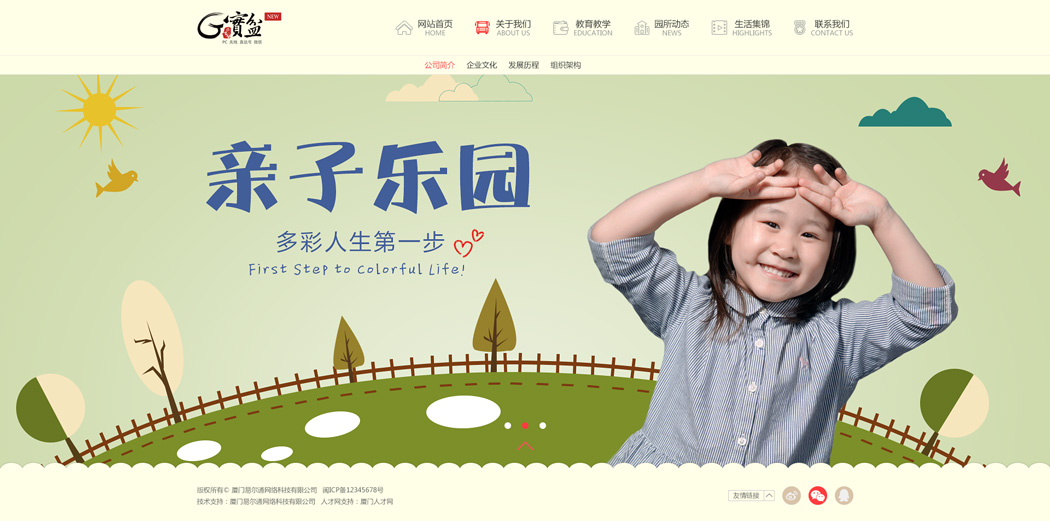 G寶盆 NEW
PC 无线 商品号 微信
网站首页
HOME
关于我们
ABOUT US
教育教学
EDUCATION
园所动态
NEWS
生活集锦
HIGHLIGHTS
联系我们
CONTACT US
公司简介 企业文化 发展历程 组织架构
亲子乐园
多彩人生第一步
First Step to Colorful Life!
版权所有© 厦门易尔通网络科技有限公司 闽ICP备12345678号
技术支持：厦门易尔通网络科技有限公司 人才网支持：厦门人才网
友情链接